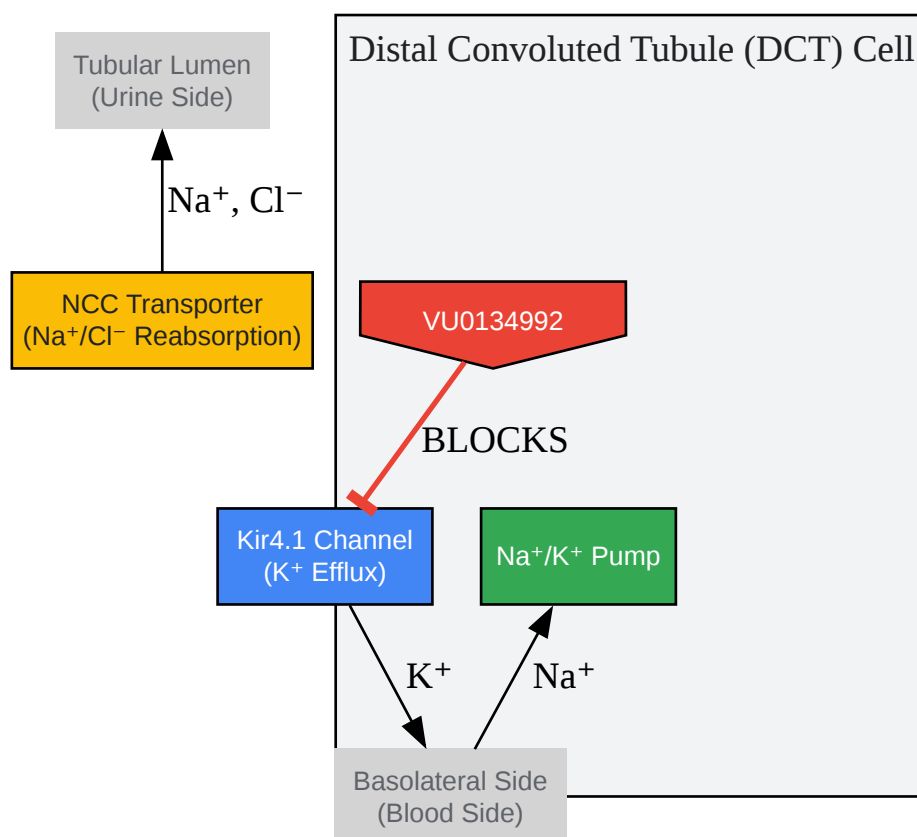 Distal Convoluted Tubule (DCT) Cell
Tubular Lumen
(Urine Side)
Na⁺, Cl⁻
NCC Transporter
(Na⁺/Cl⁻ Reabsorption)
VU0134992
BLOCKS
Kir4.1 Channel
(K⁺ Efflux)
Na⁺/K⁺ Pump
K⁺
Na⁺
Basolateral Side
(Blood Side)